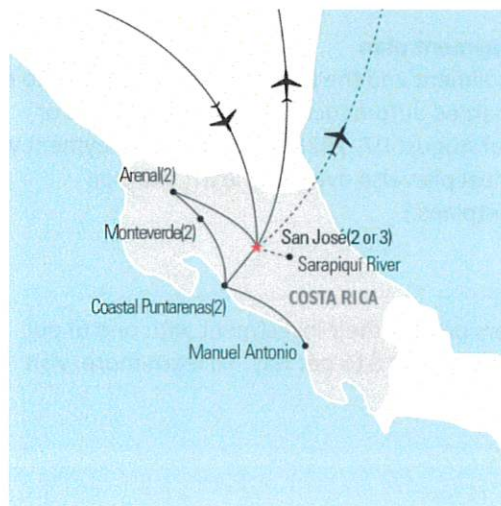 Arenal(2)
Monteverde(2)
San José(2 or 3)
Sarapiquí River
Coastal Puntarenas(2)
COSTA RICA
Manuel Antonio